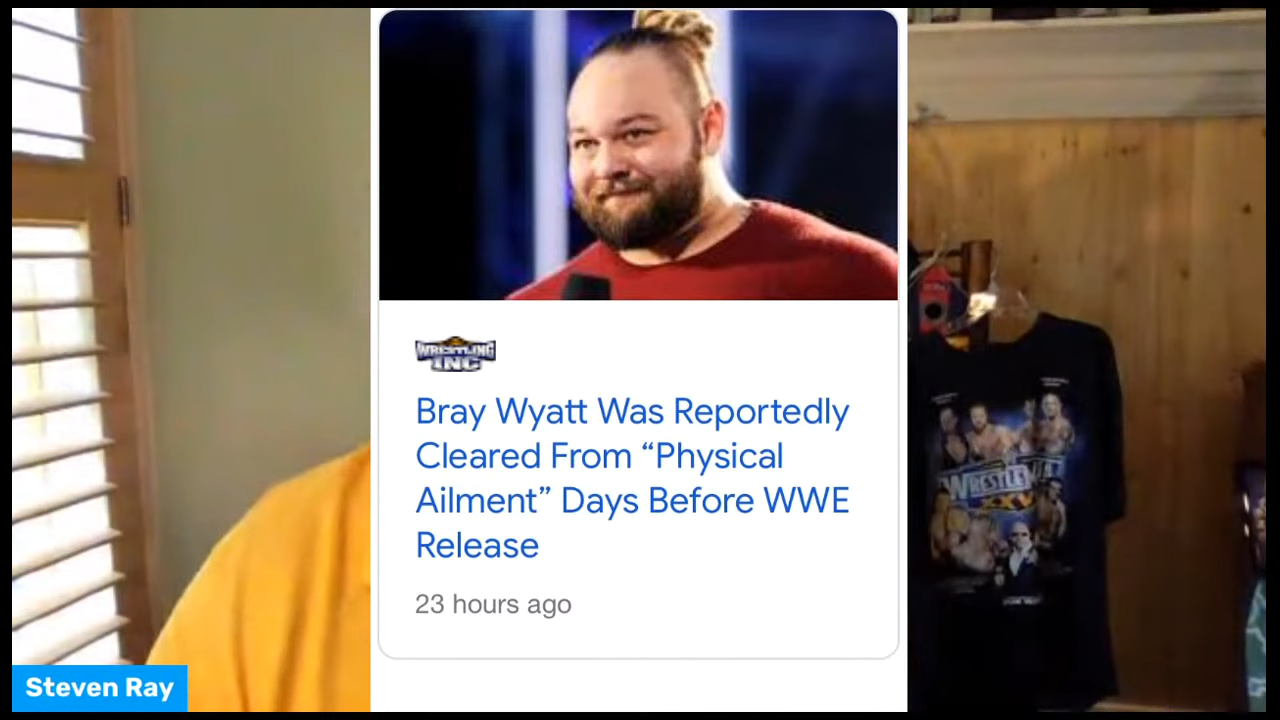 WRESTLING
INC
Bray Wyatt Was Reportedly
Cleared From “Physical
Ailment” Days Before WWE
Release
23 hours ago
WRESTLEMANIA
XXV
Steven Ray